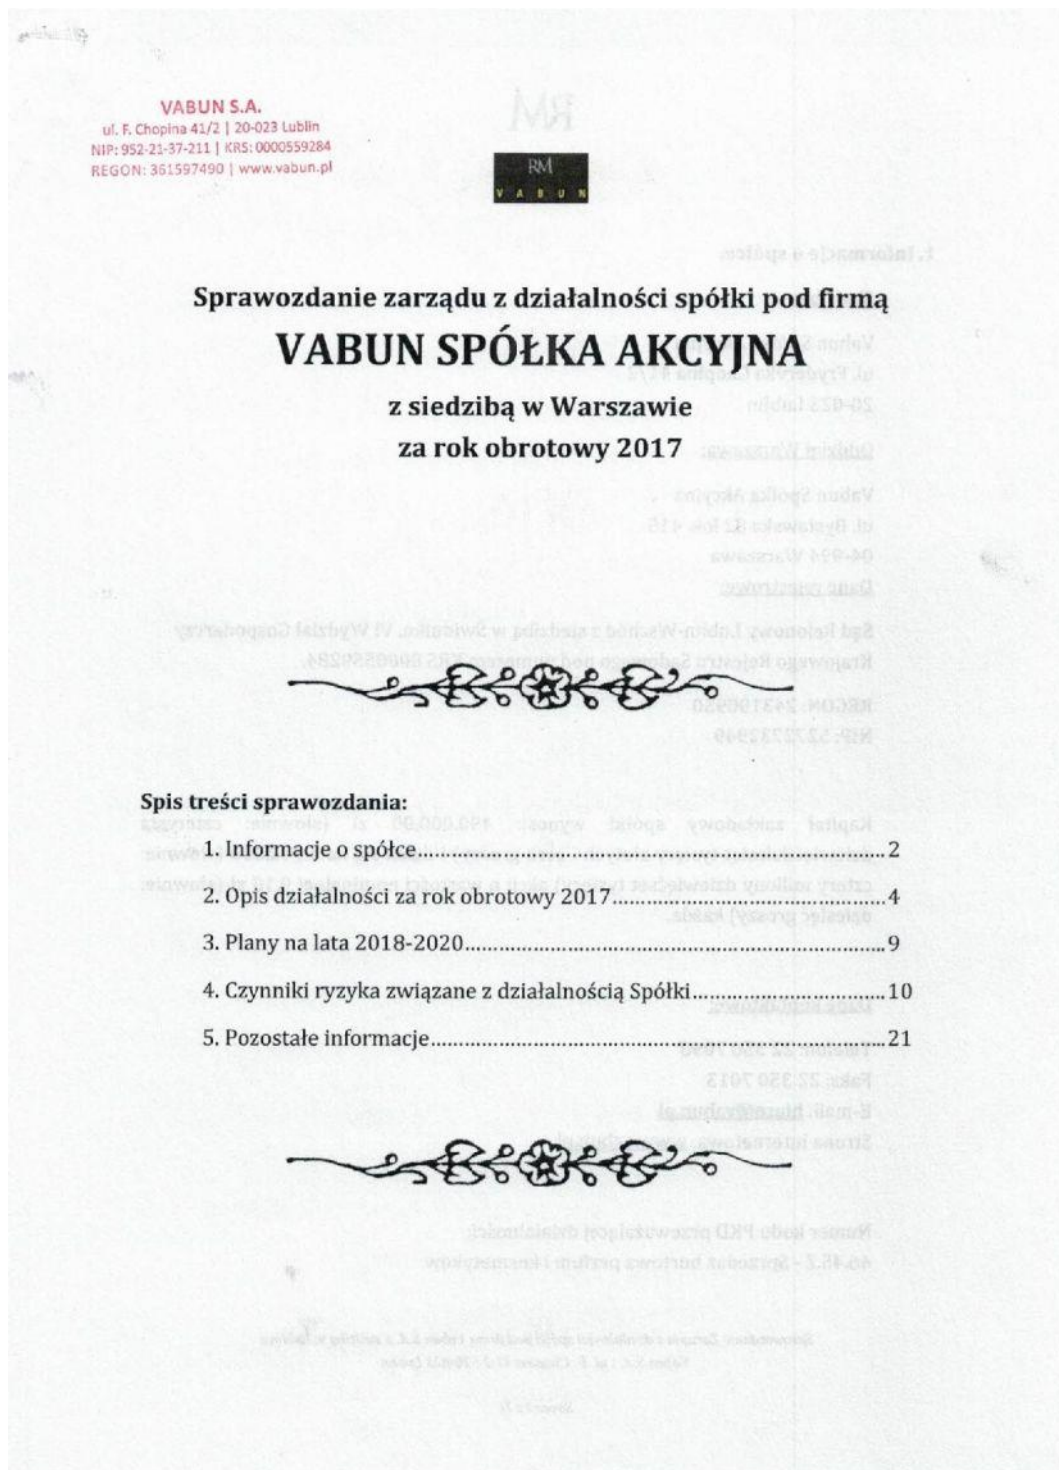 VABUN S.A.
ul. F. Chopina 41/2 | 20-023 Lublin
NIP: 952-21-37-211 | KRS: 0000559284
REGON: 361597490 | www.vabun.pl
RM
VABUN
Sprawozdanie zarządu z działalności spółki pod firmą
VABUN SPÓŁKA AKCYJNA
z siedzibą w Warszawie
za rok obrotowy 2017
Spis treści sprawozdania:
1. Informacje o spółce.......................................................................................2
2. Opis działalności za rok obrotowy 2017..................................................4
3. Plany na lata 2018-2020..............................................................................9
4. Czynniki ryzyka związane z działalnością Spółki...................................10
5. Pozostałe informacje....................................................................................21